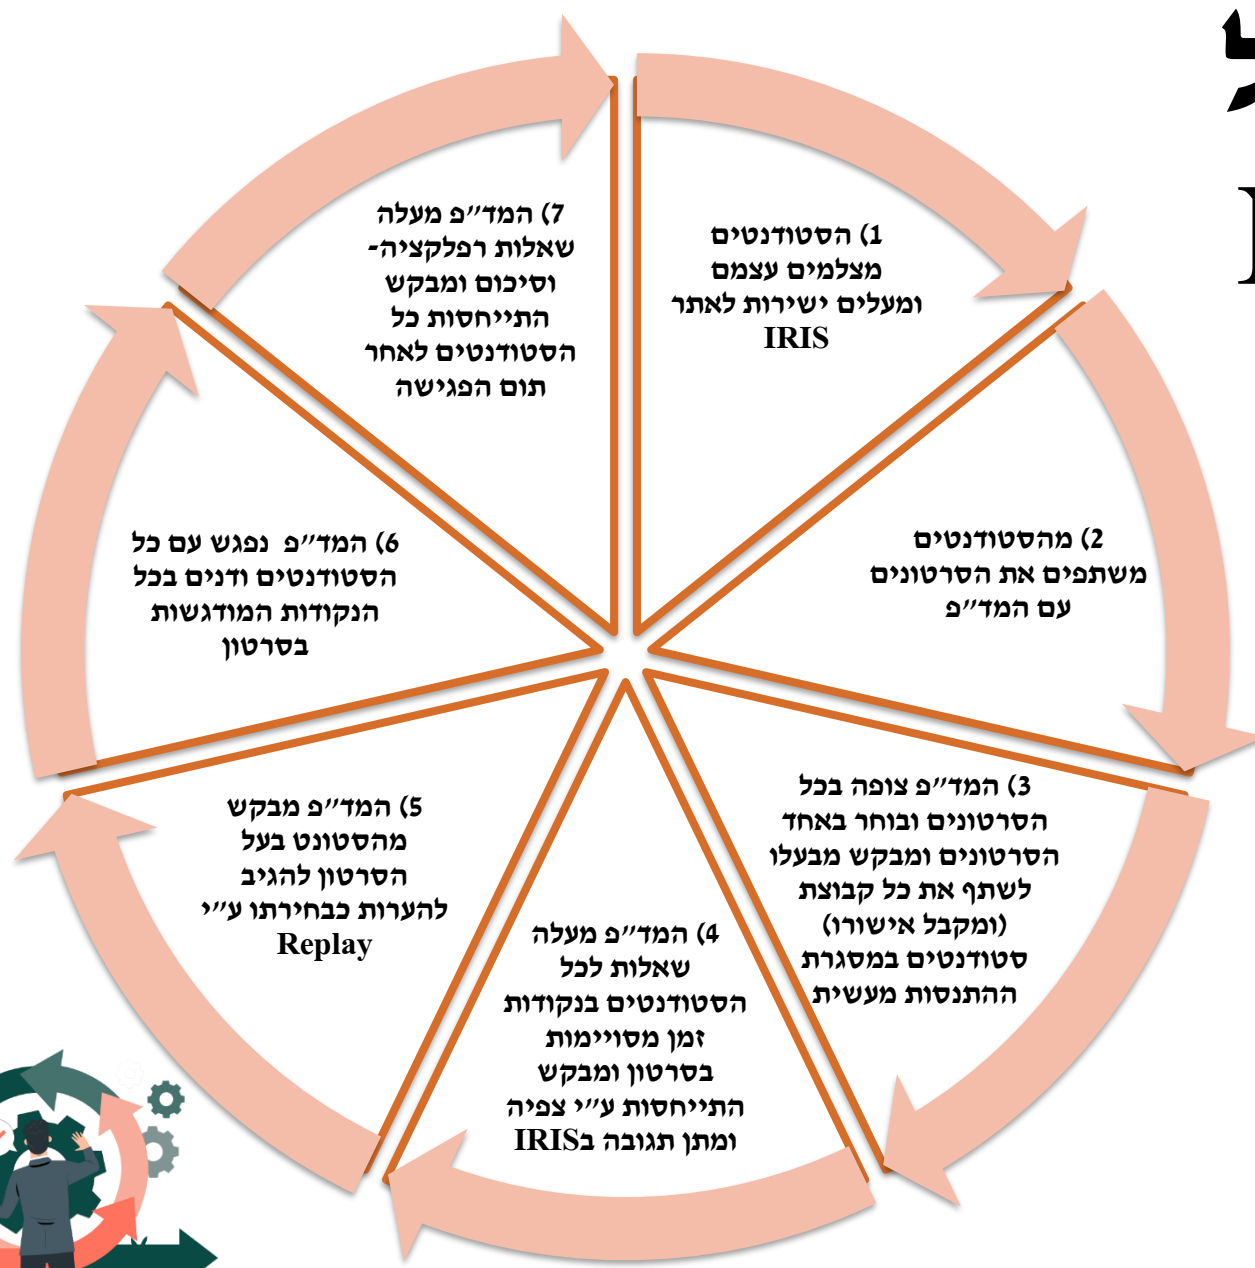 1) הסטודנטים
מצלמים עצמם
ומעלים ישירות לאתר
IRIS
2) מהסטודנטים
משתפים את הסרטונים
עם המד״פ
3) המד״פ צופה בכל
הסרטונים ובוחר באחד
הסרטונים ומבקש מבעלו
לשתף את כל קבוצת
(ומקבל אישורו)
סטודנטים במסגרת
ההתנסות מעשית
4) המד״פ מעלה
שאלות לכל
הסטודנטים בנקודות
זמן מסויימות
בסרטון ומבקש
התייחסות ע״י צפיה
ומתן תגובה בIRIS
5) המד״פ מבקש
מהסטונט בעל
הסרטון להגיב
להערות כבחירתו ע״י
Replay
6) המד״פ נפגש עם כל
הסטודנטים ודנים בכל
הנקודות המודגשות
בסרטון
7) המד״פ מעלה
שאלות רפלקציה-
וסיכום ומבקש
התייחסות כל
הסטודנטים לאחר
תום הפגישה